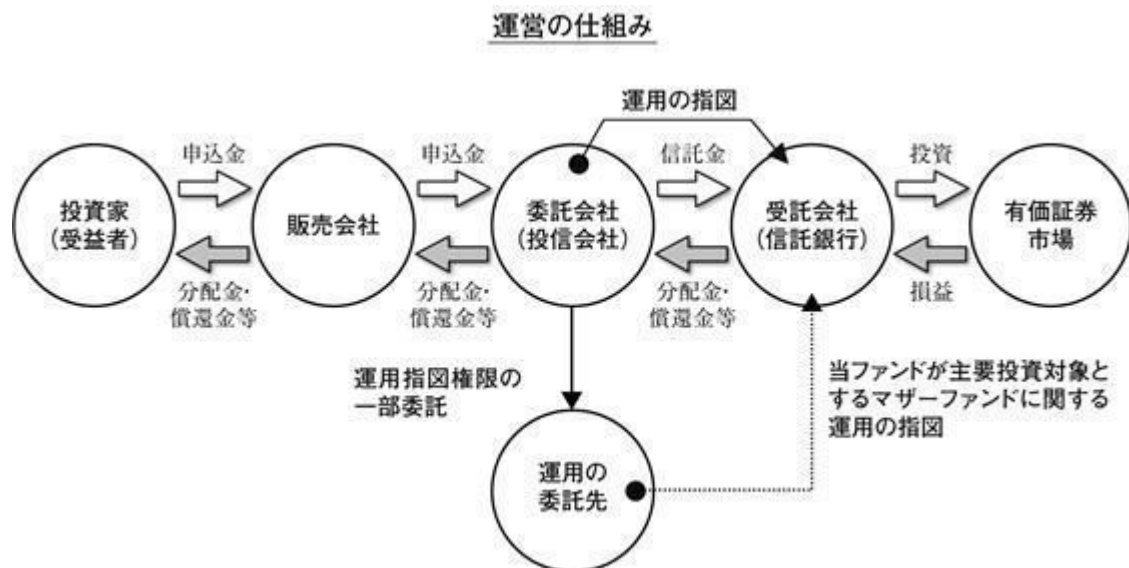 運営の仕組み
運用の指図
申込金
申込金
信託金
投資
投資家
(受益者)
販売会社
委託会社
(投信会社)
受託会社
(信託銀行)
有価証券
市場
分配金・
償還金等
分配金・
償還金等
分配金・
償還金等
損益
運用指図権限の
一部委託
当ファンドが主要投資対象と
するマザーファンドに関する
運用の指図
運用の
委託先